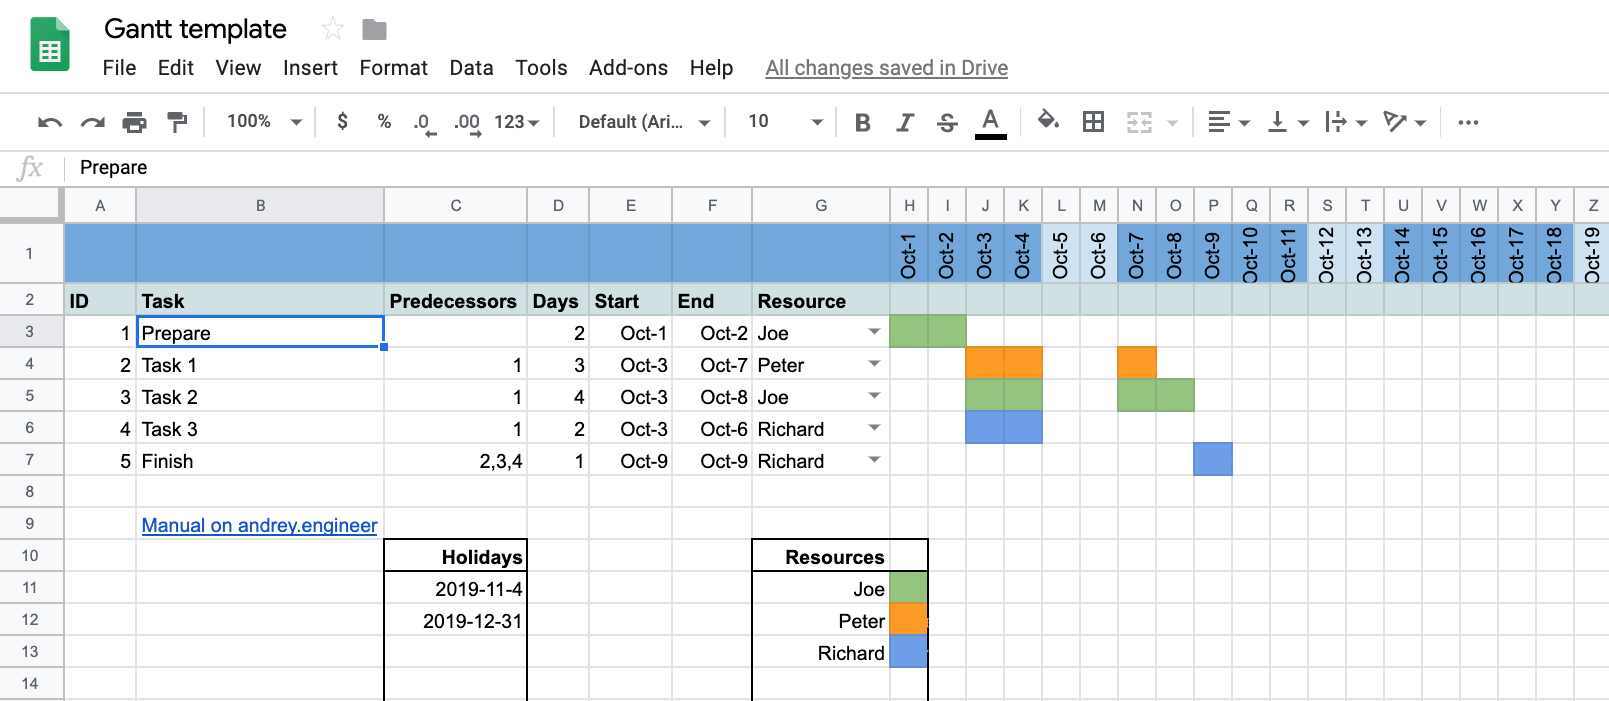 Gantt template
File Edit View Insert Format Data Tools Add-ons Help All changes saved in Drive
100% $ % .0 .00 123 Default (Ari... 10 B I S A ...
fx Prepare
A B C D E F G H I J K L M N O P Q R S T U V W X Y Z
1 Oct-1 Oct-2 Oct-3 Oct-4 Oct-5 Oct-6 Oct-7 Oct-8 Oct-9 Oct-10 Oct-11 Oct-12 Oct-13 Oct-14 Oct-15 Oct-16 Oct-17 Oct-18 Oct-19
2 ID Task Predecessors Days Start End Resource
3 1 Prepare 2 Oct-1 Oct-2 Joe
4 2 Task 1 1 3 Oct-3 Oct-7 Peter
5 3 Task 2 1 4 Oct-3 Oct-8 Joe
6 4 Task 3 1 2 Oct-3 Oct-6 Richard
7 5 Finish 2,3,4 1 Oct-9 Oct-9 Richard
8
9 Manual on andrey.engineer
10 Holidays Resources
11 2019-11-4 Joe
12 2019-12-31 Peter
13 Richard
14